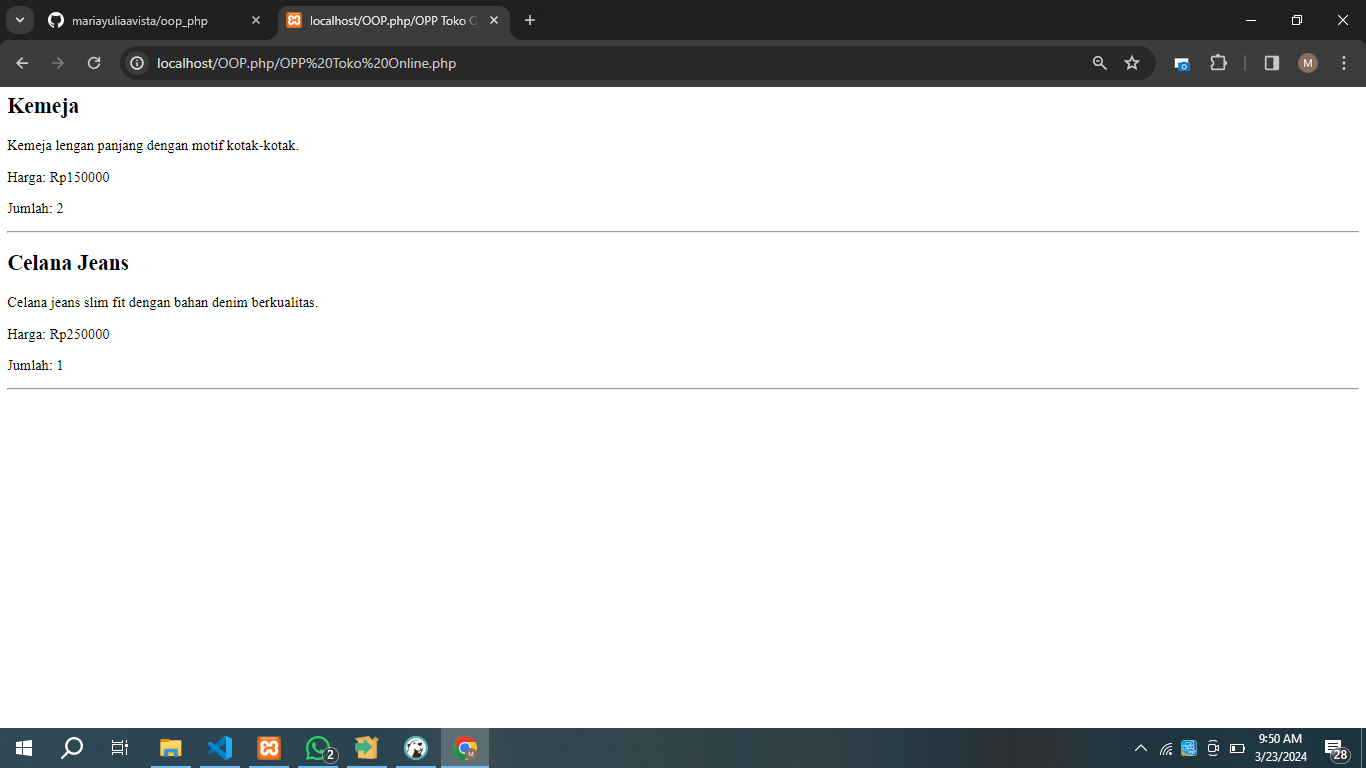 mariayuliaavista/oop_php
localhost/OOP.php/OPP Toko O
localhost/OOP.php/OPP%20Toko%20Online.php
M
Kemeja
Kemeja lengan panjang dengan motif kotak-kotak.
Harga: Rp150000
Jumlah: 2
Celana Jeans
Celana jeans slim fit dengan bahan denim berkualitas.
Harga: Rp250000
Jumlah: 1
2
M
9:50 AM
3/23/2024
28